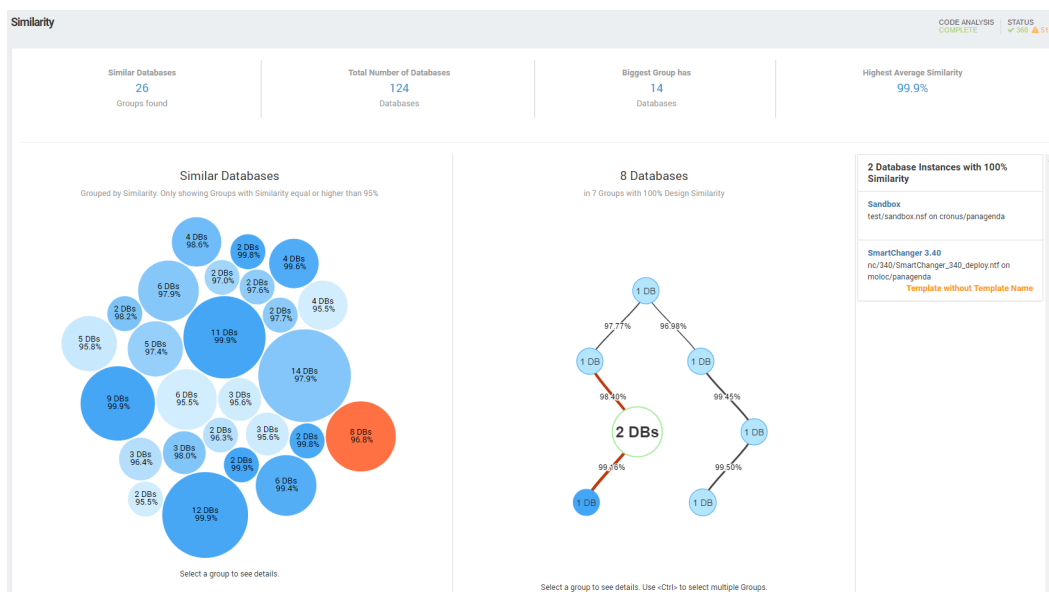 Similarity
CODE ANALYSIS
COMPLETE
STATUS
368
51
Similar Databases
26
Groups found
Total Number of Databases
124
Databases
Biggest Group has
14
Databases
Highest Average Similarity
99.9%
Similar Databases
Grouped by Similarity. Only showing Groups with Similarity equal or higher than 95%
4 DBs
98.6%
2 DBs
99.8%
4 DBs
99.6%
2 DBs
97.0%
2 DBs
97.6%
6 DBs
97.9%
4 DBs
95.5%
2 DBs
98.2%
2 DBs
97.7%
11 DBs
99.9%
5 DBs
95.8%
5 DBs
97.4%
14 DBs
97.9%
9 DBs
99.9%
6 DBs
95.5%
3 DBs
95.6%
2 DBs
96.3%
3 DBs
95.6%
2 DBs
99.8%
8 DBs
96.8%
3 DBs
96.4%
3 DBs
98.0%
2 DBs
99.9%
6 DBs
99.4%
2 DBs
95.5%
12 DBs
99.9%
Select a group to see details.
8 Databases
in 7 Groups with 100% Design Similarity
1 DB
97.77%
96.98%
1 DB
1 DB
98.40%
99.45%
2 DBs
1 DB
99.16%
99.50%
1 DB
1 DB
Select a group to see details. Use <Ctrl> to select multiple Groups.
2 Database Instances with 100%
Similarity
Sandbox
test/sandbox.nsf on cronus/panagenda
SmartChanger 3.40
nc/340/SmartChanger_340_deploy.ntf on
moloc/panagenda
Template without Template Name